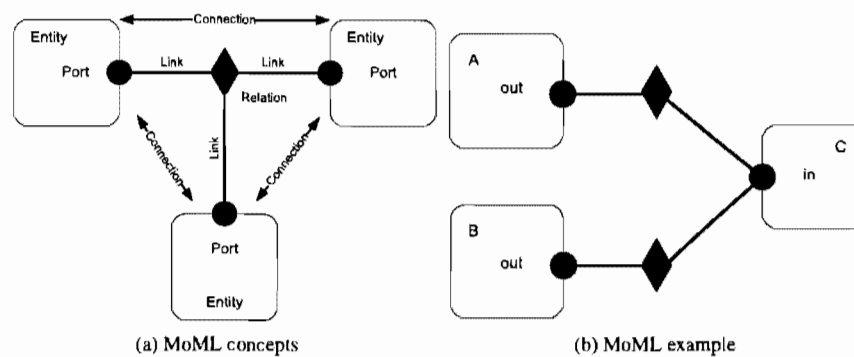 Connection
Entity
Port
Link
Link
Entity
Port
Relation
Connection
Link
Connection
Port
Entity
(a) MoML concepts
A
out
B
out
C
in
(b) MoML example